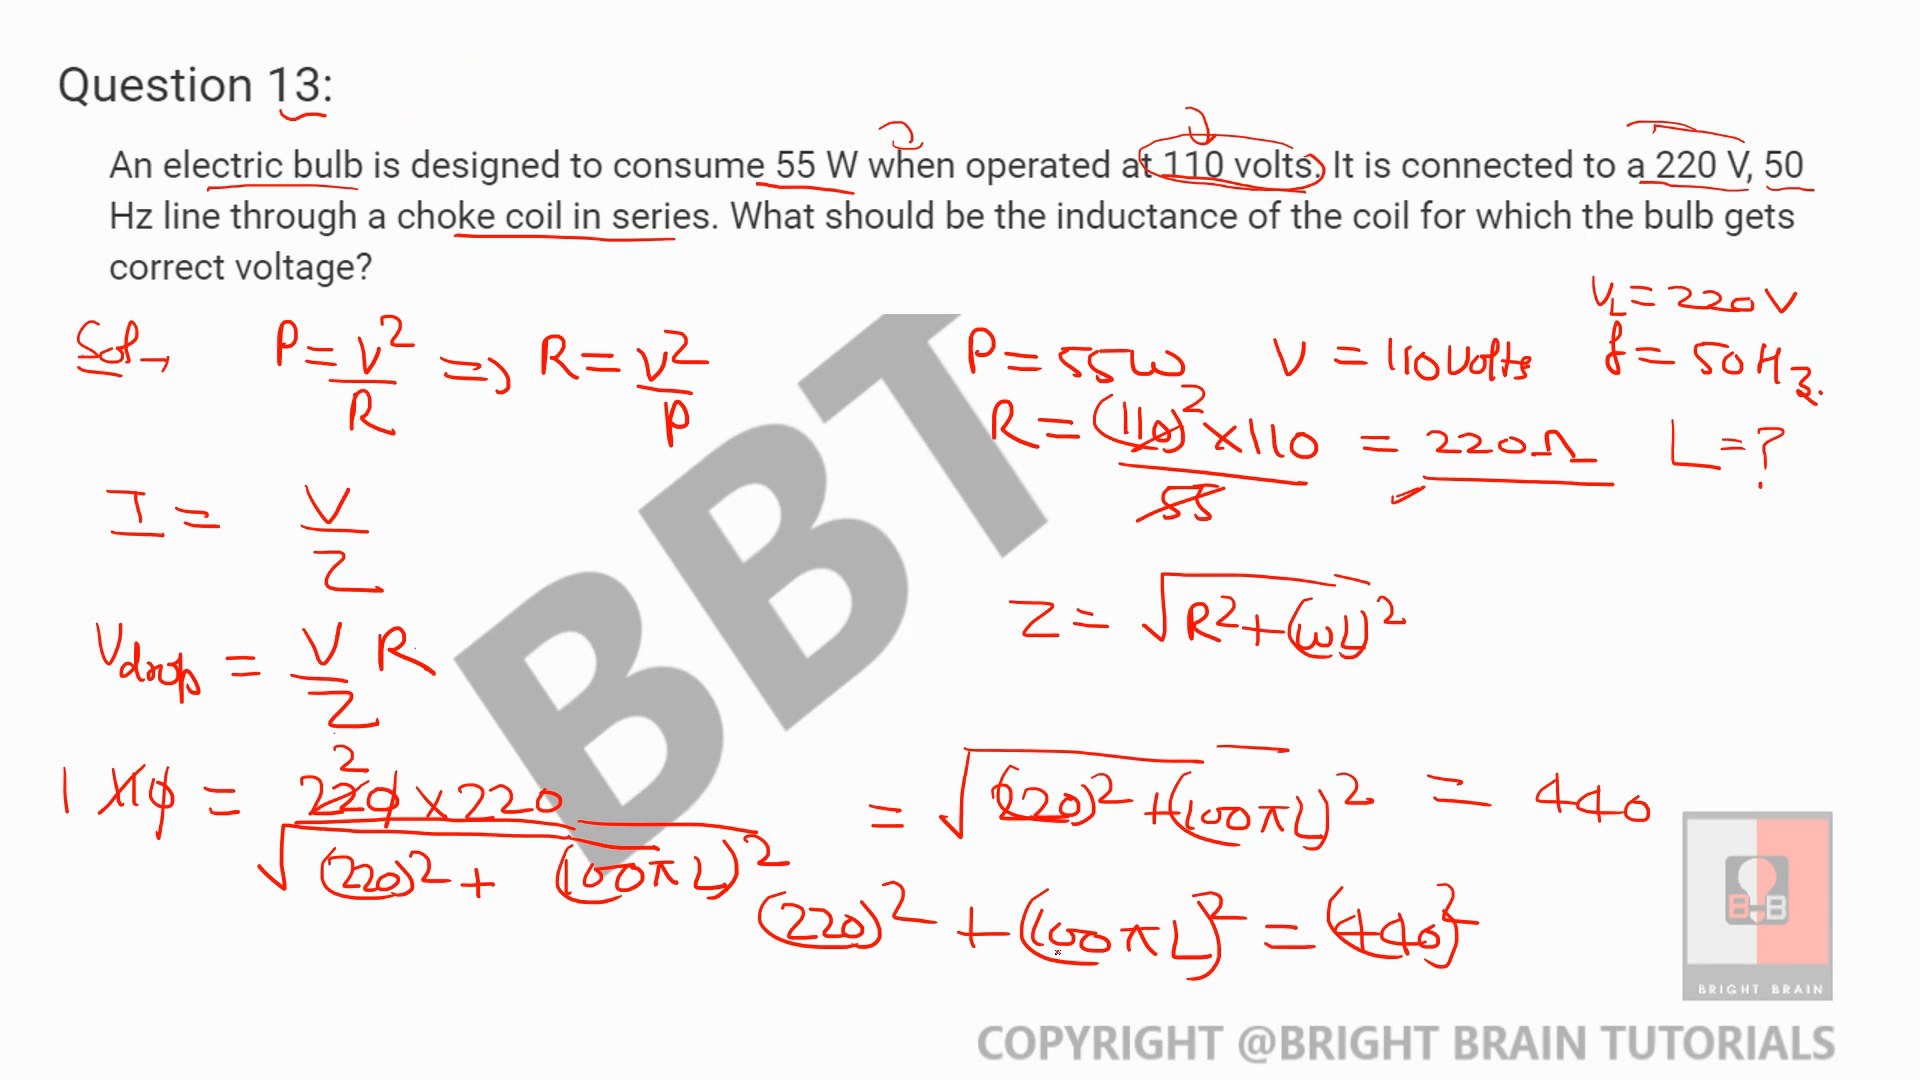 Question 13:
An electric bulb is designed to consume 55 W when operated at 110 volts. It is connected to a 220 V, 50
Hz line through a choke coil in series. What should be the inductance of the coil for which the bulb gets
correct voltage?
V_L = 220 V
Sol→ P = V²/R => R = V²/P P = 55W V = 110 Volts f = 50 Hz.
R = (110)² × 110 / 55 = 220Ω L = ?
I = V/Z
Z = √R² + (ωL)²
Vdrop = V/Z R
1 110 = 220 2 × 220 / √(220)² + (100πL)² = √(220)² + (100πL)² = 440
(220)² + (100πL)² = (440)²
BBT
B B
BRIGHT BRAIN
COPYRIGHT @BRIGHT BRAIN TUTORIALS